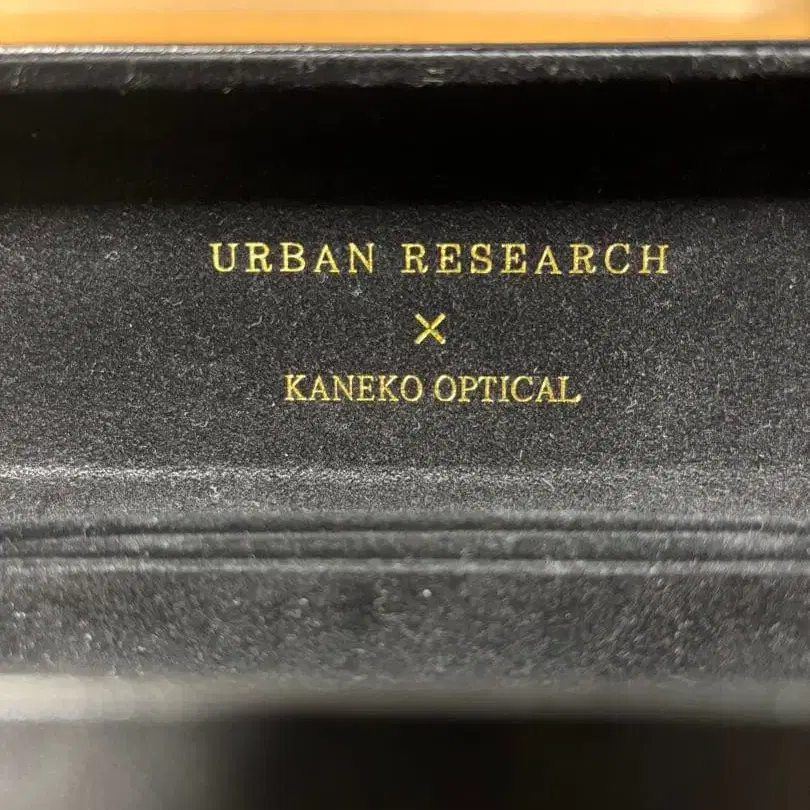 URBAN RESEARCH
×
KANEKO OPTICAL